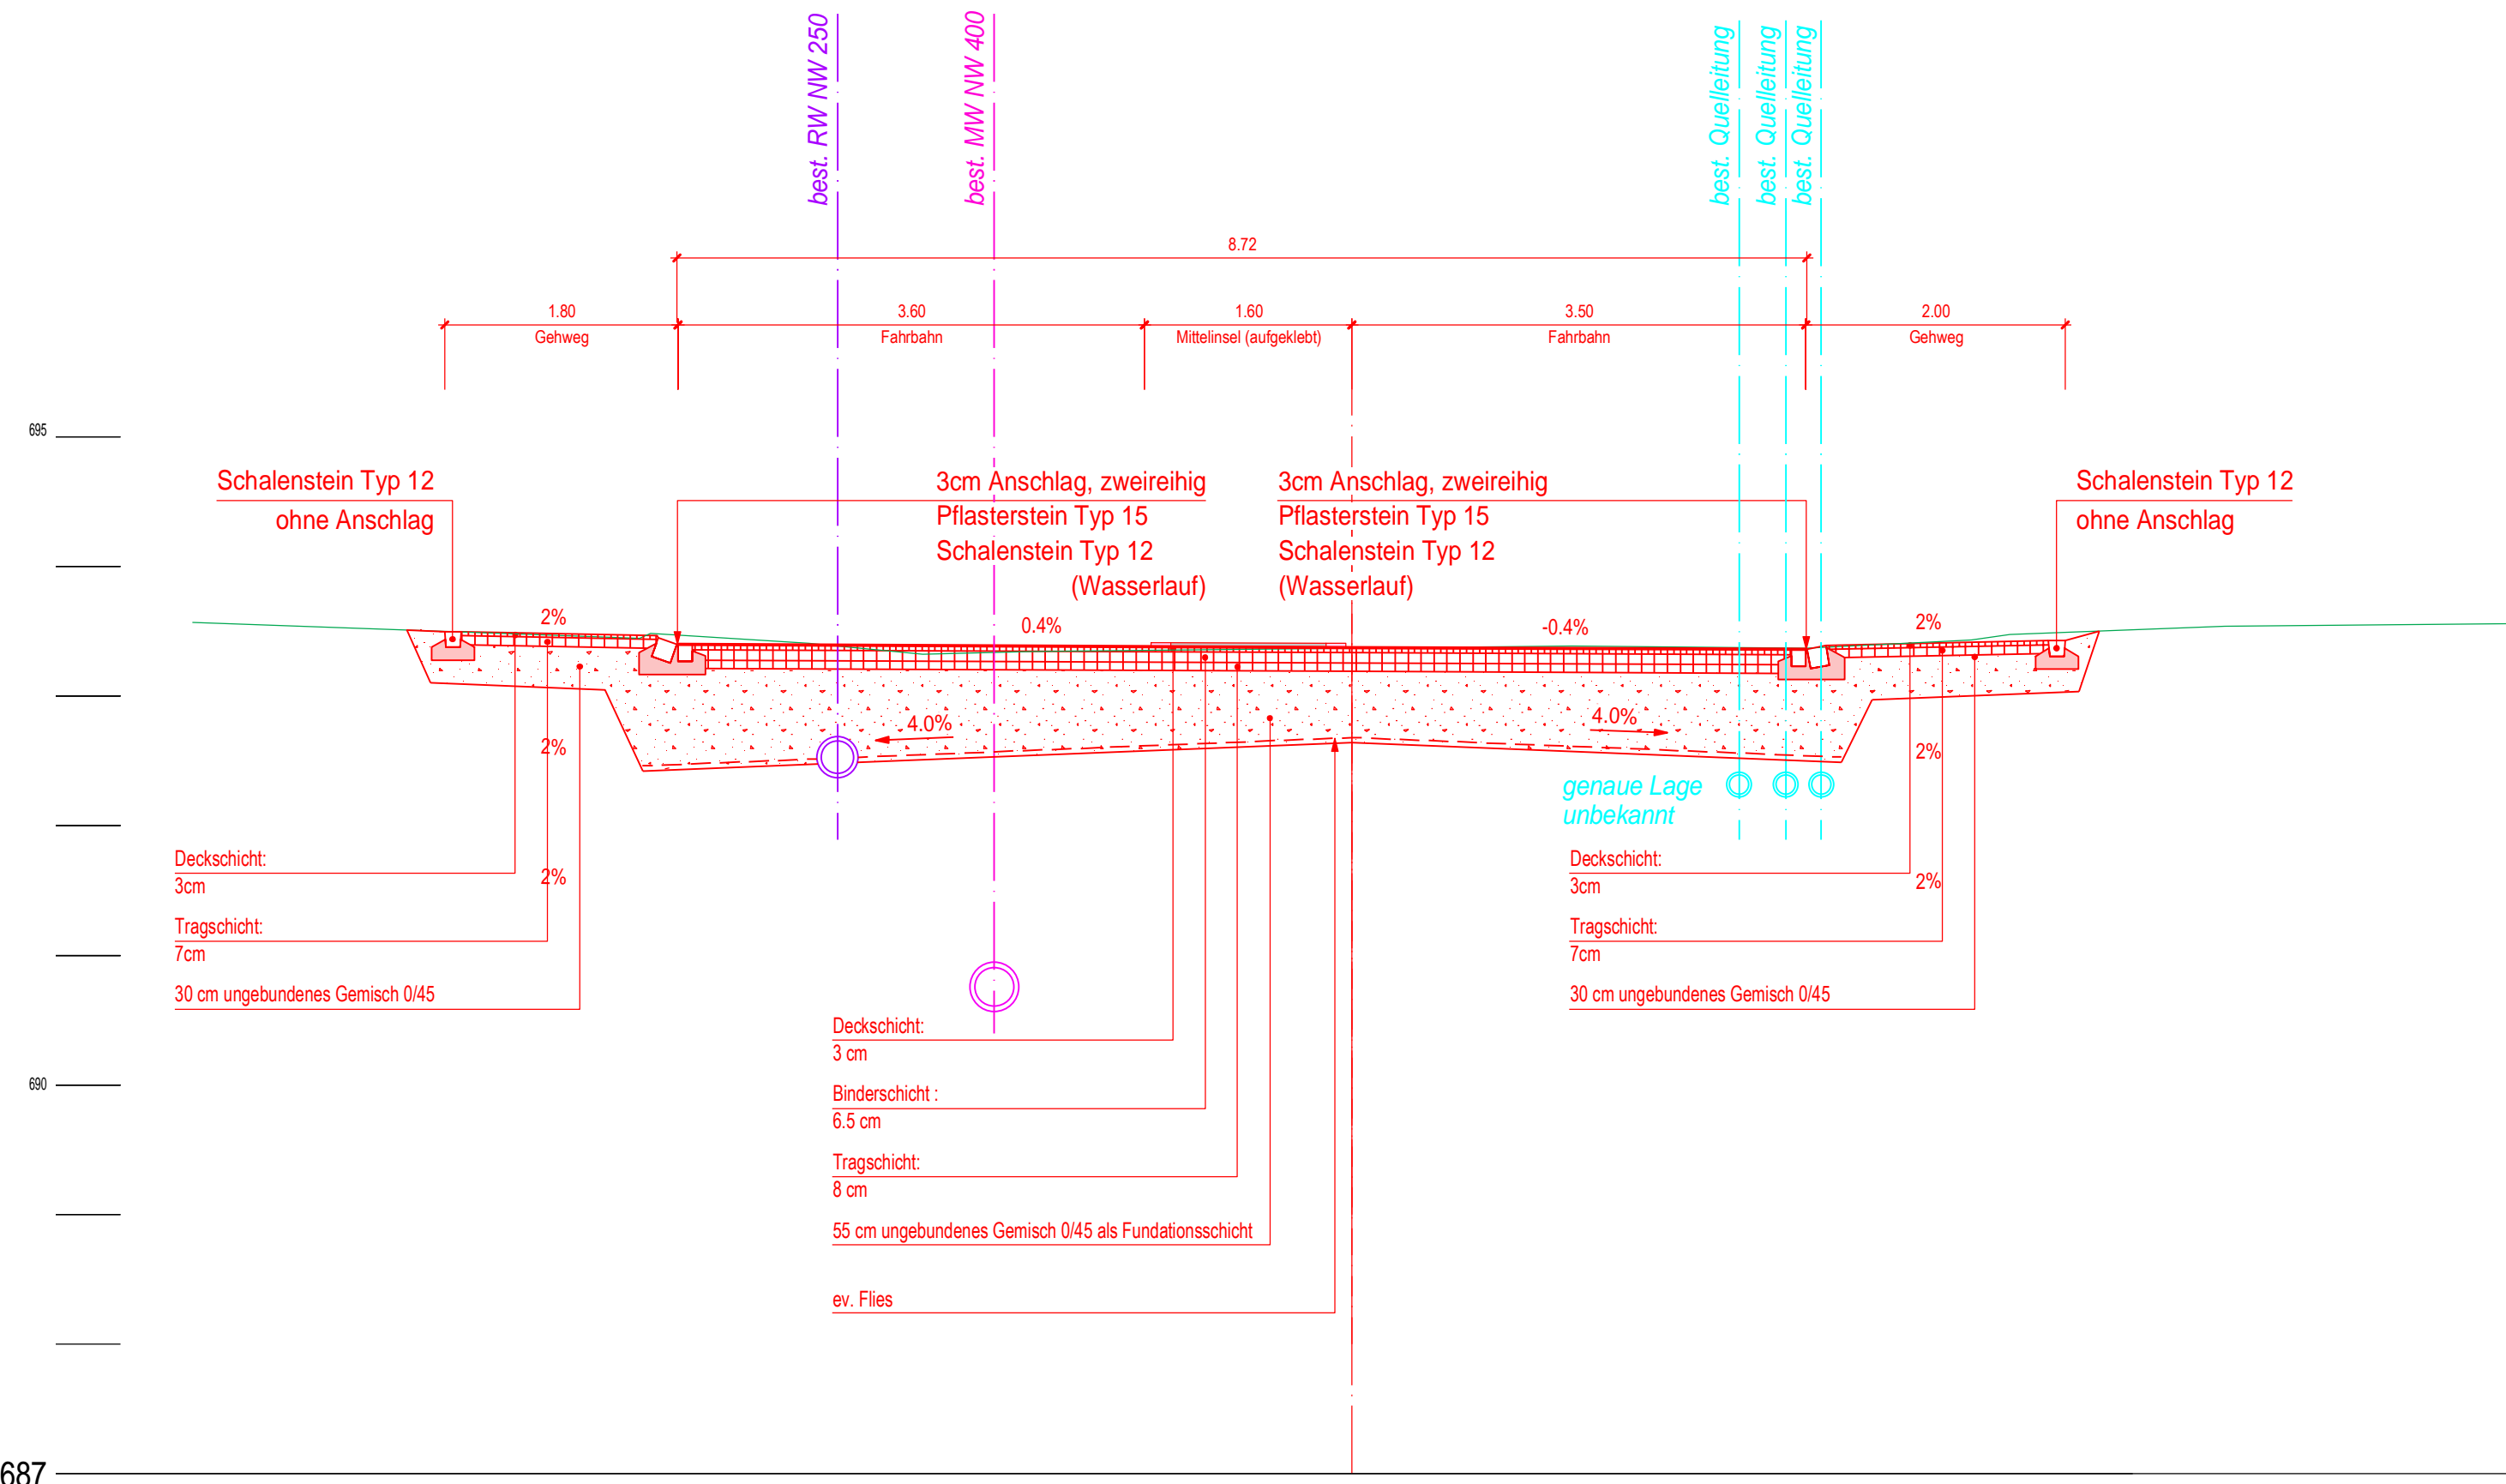 best. RW NW 250
best. MW NW 400
best. Quelleitung
best. Quelleitung
best. Quelleitung
8.72
1.80
3.60
1.60
3.50
2.00
Gehweg
Fahrbahn
Mittelinsel (aufgeklebt)
Fahrbahn
Gehweg
695
Schalenstein Typ 12
ohne Anschlag
3cm Anschlag, zweireihig
Pflasterstein Typ 15
Schalenstein Typ 12
(Wasserlauf)
3cm Anschlag, zweireihig
Pflasterstein Typ 15
Schalenstein Typ 12
(Wasserlauf)
Schalenstein Typ 12
ohne Anschlag
2%
0.4%
-0.4%
2%
4.0%
4.0%
2%
2%
genaue Lage
unbekannt
2%
2%
Deckschicht:
3cm
Tragschicht:
7cm
30 cm ungebundenes Gemisch 0/45
Deckschicht:
3cm
Tragschicht:
7cm
30 cm ungebundenes Gemisch 0/45
690
Deckschicht:
3 cm
Binderschicht :
6.5 cm
Tragschicht:
8 cm
55 cm ungebundenes Gemisch 0/45 als Fundationsschicht
ev. Flies
687